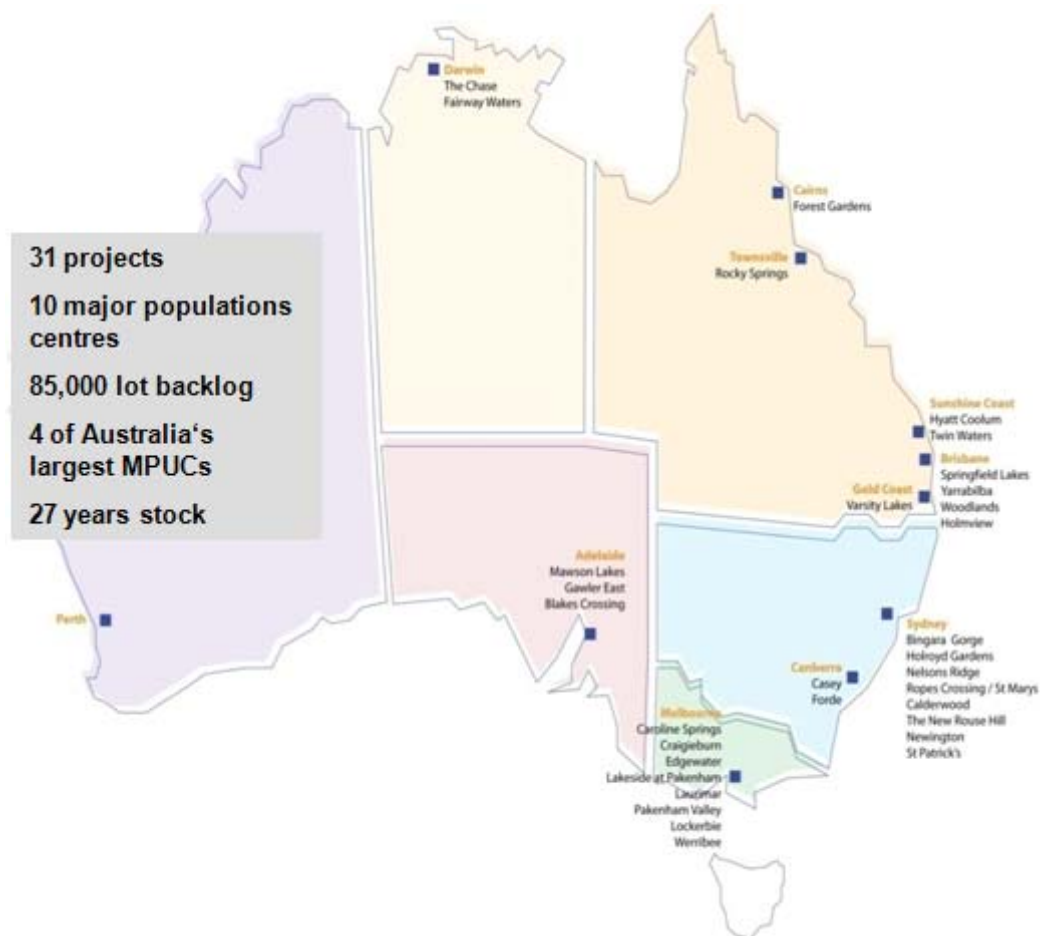 31 projects
10 major populations
centres
85,000 lot backlog
4 of Australia‘s
largest MPUCs
27 years stock
Darwin
The Chase
Fairway Waters
Cairns
Forest Gardens
Townsville
Rocky Springs
Sunshine Coast
Hyatt Coolum
Twin Waters
Brisbane
Springfield Lakes
Yarrabilba
Woodlands
Holmview
Gold Coast
Varsity Lakes
Adelaide
Mawson Lakes
Gawler East
Blakes Crossing
Perth
Sydney
Bingara Gorge
Holroyd Gardens
Nelsons Ridge
Ropes Crossing / St Marys
Calderwood
The New Rouse Hill
Newington
St Patrick's
Canberra
Casey
Forde
Melbourne
Caroline Springs
Craigieburn
Edgewater
Lakeside at Pakenham
Laurimar
Pakenham Valley
Lockerbie
Werribee